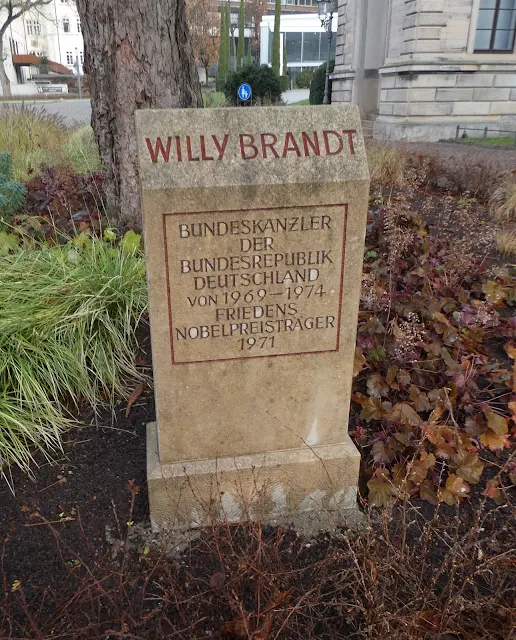 WILLY BRANDT
BUNDESKANZLER
DER
BUNDESREPUBLIK
DEUTSCHLAND
VON 1969-1974
FRIEDENS
NOBELPREISTRÄGER
1971